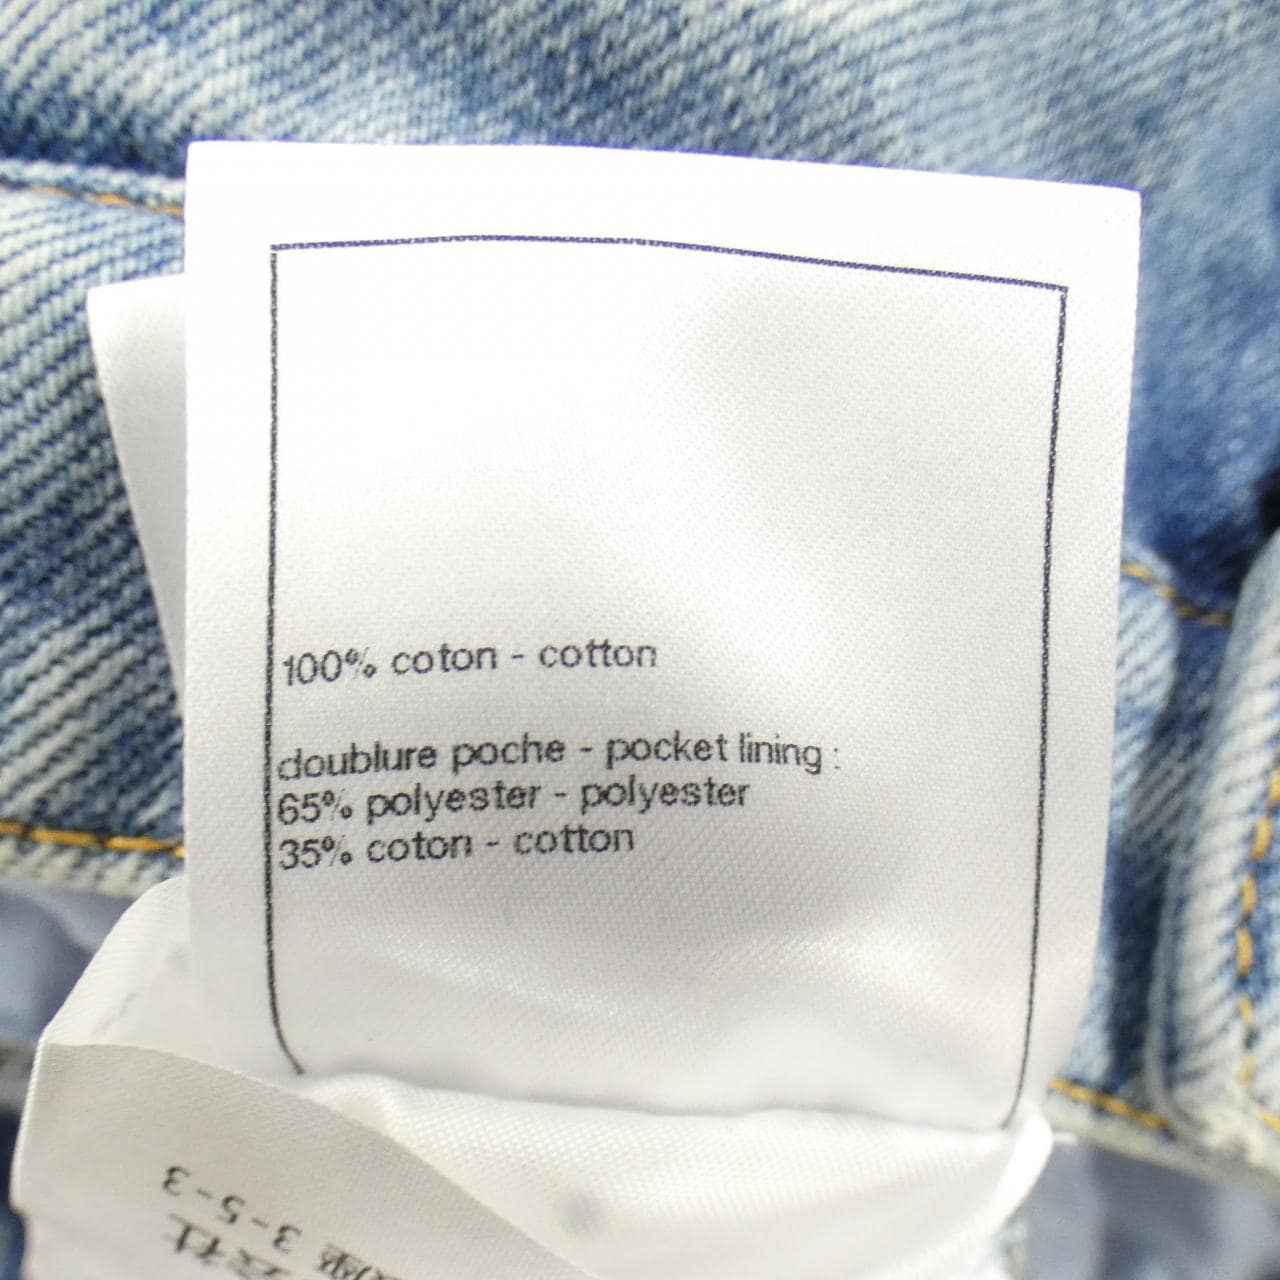 100% coton - cotton
doublure poche - pocket lining :
65% polyester - polyester
35% coton - cotton
3-5-3